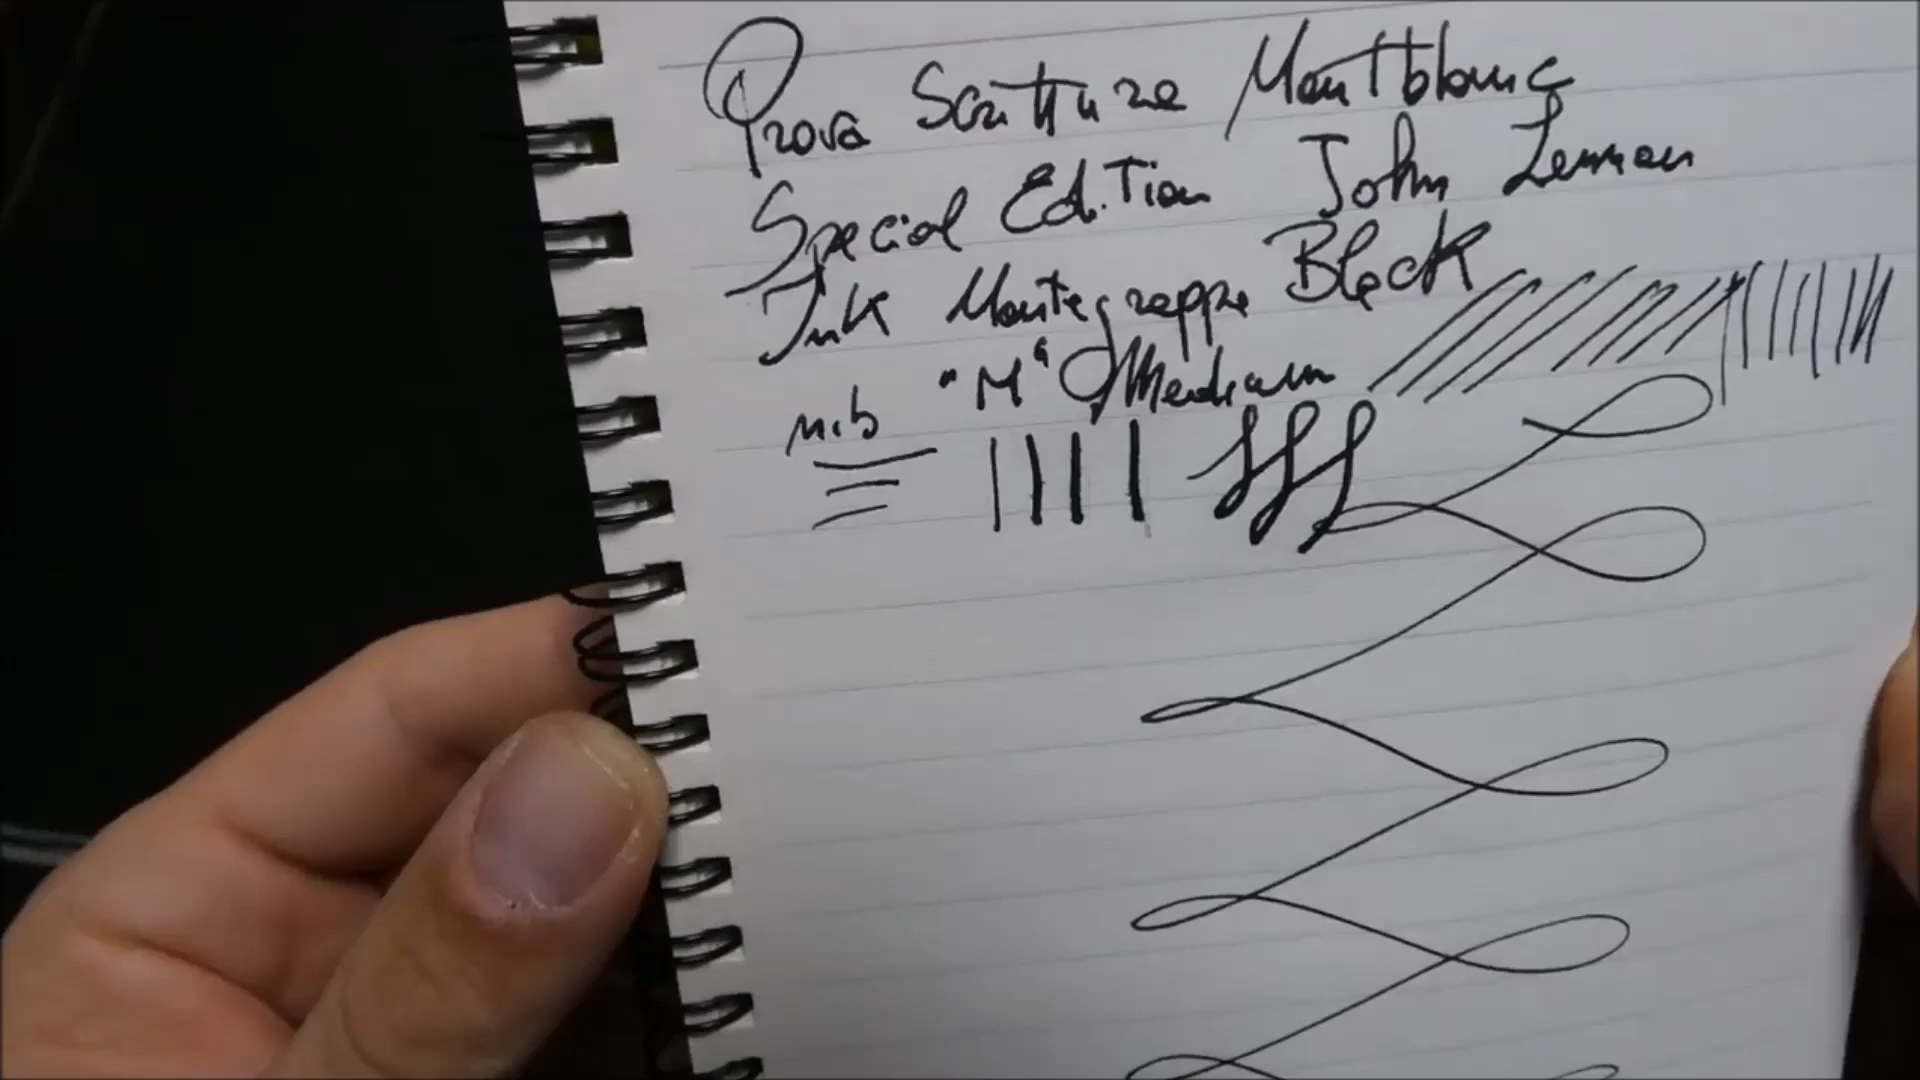 Prova Scrittura Montblanc
Special Edition John Lennon
Ink Montegrappa Black
nib "M" Medium